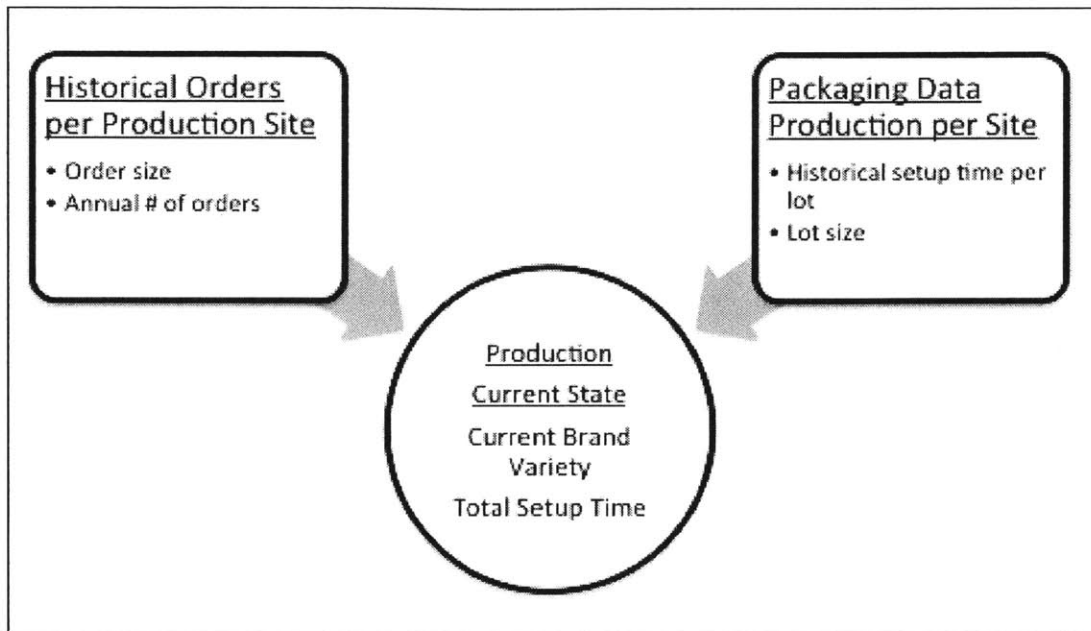 Historical Orders
per Production Site
• Order size
• Annual # of orders
Packaging Data
Production per Site
• Historical setup time per
lot
• Lot size
Production
Current State
Current Brand
Variety
Total Setup Time